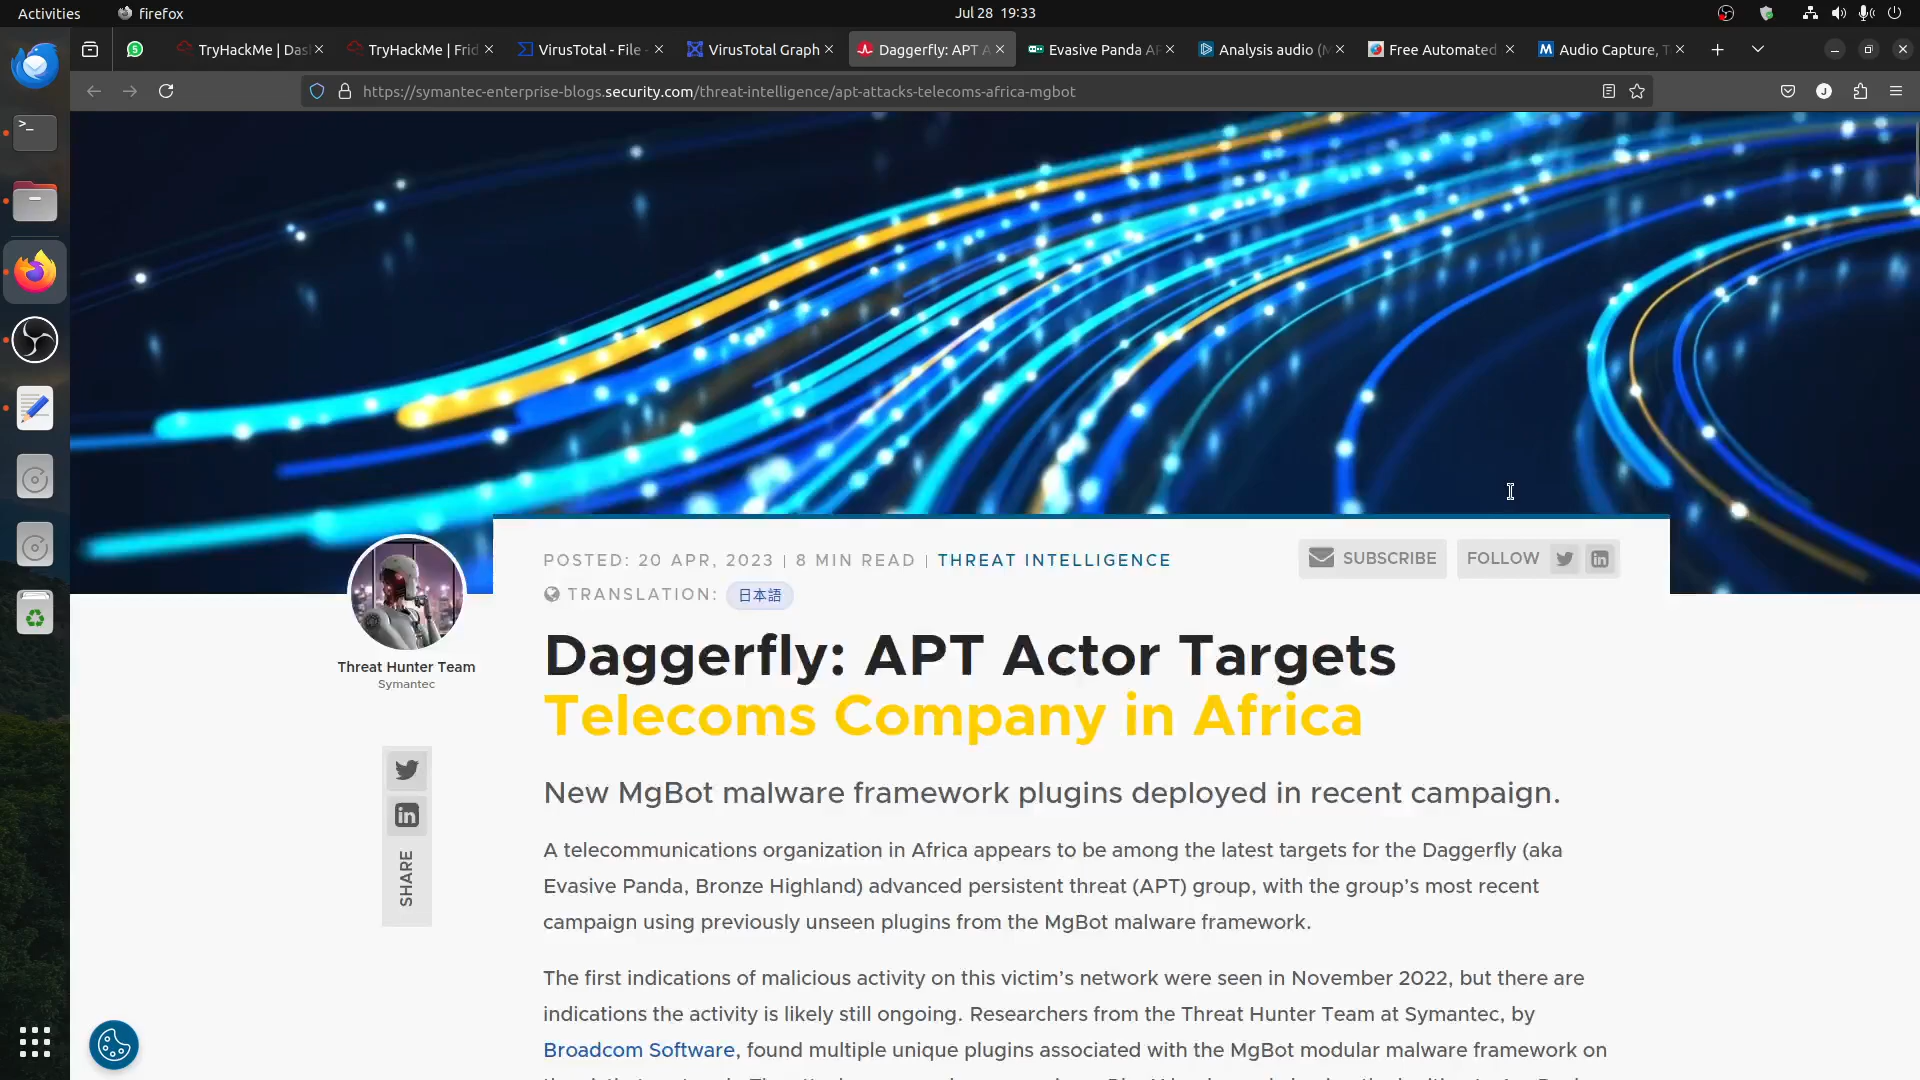 Activities
firefox
Jul 28 19:33
TryHackMe | Das
TryHackMe | Frid
VirusTotal - File -
VirusTotal Graph
Daggerfly: APT A
Evasive Panda AP
Analysis audio (M
Free Automated
Audio Capture, T
https://symantec-enterprise-blogs.security.com/threat-intelligence/apt-attacks-telecoms-africa-mgbot
POSTED: 20 APR, 2023 | 8 MIN READ | THREAT INTELLIGENCE
SUBSCRIBE
FOLLOW
TRANSLATION: 日本語
Daggerfly: APT Actor Targets
Telecoms Company in Africa
Threat Hunter Team
Symantec
SHARE
New MgBot malware framework plugins deployed in recent campaign.
A telecommunications organization in Africa appears to be among the latest targets for the Daggerfly (aka
Evasive Panda, Bronze Highland) advanced persistent threat (APT) group, with the group's most recent
campaign using previously unseen plugins from the MgBot malware framework.
The first indications of malicious activity on this victim's network were seen in November 2022, but there are
indications the activity is likely still ongoing. Researchers from the Threat Hunter Team at Symantec, by
Broadcom Software, found multiple unique plugins associated with the MgBot modular malware framework on